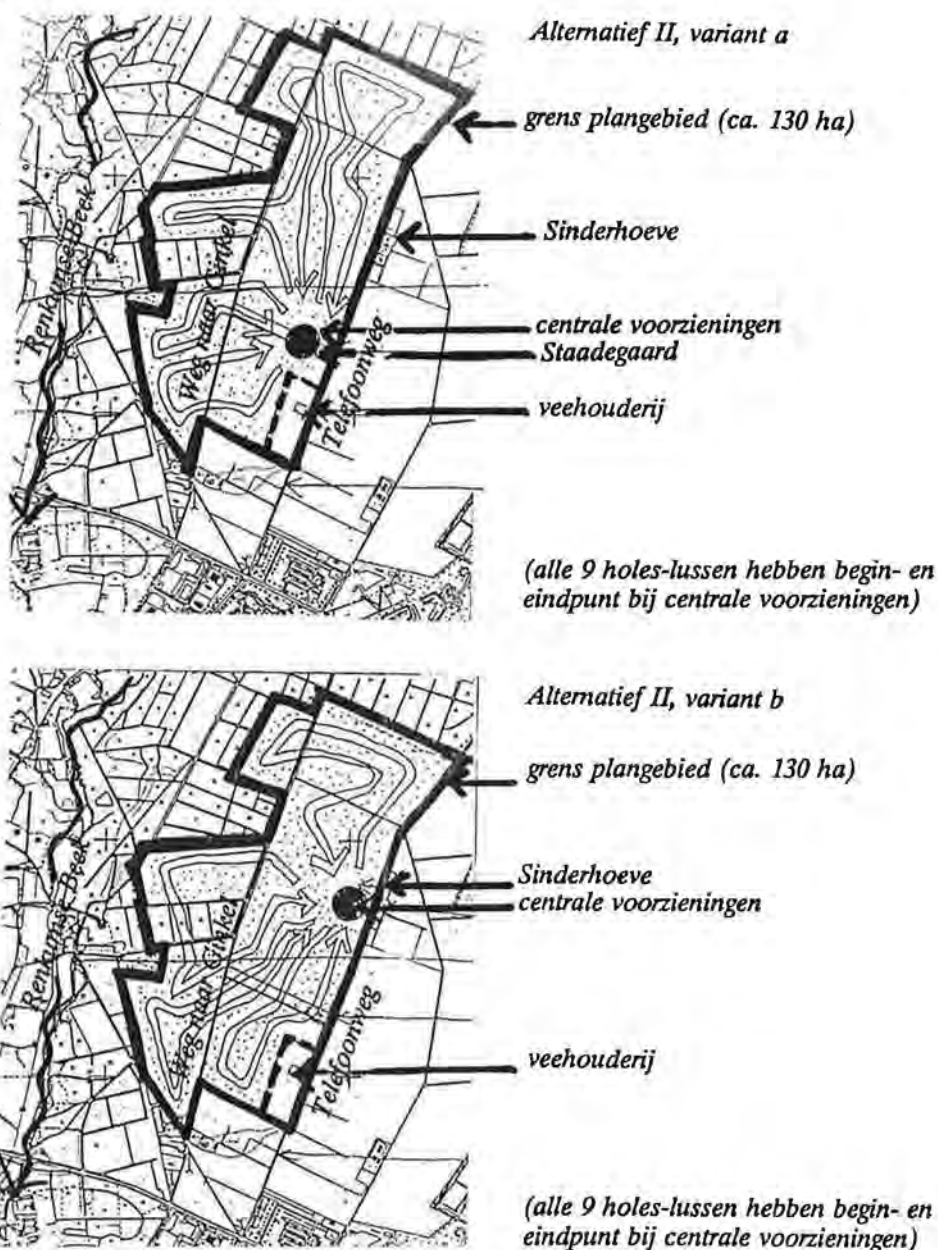 Alternatief II, variant a
grens plangebied (ca. 130 ha)
Sinderhoeve
centrale voorzieningen
Staadegaard
veehouderij
Renkumse Beek
Weg naar Ginkel
Telefoonweg
(alle 9 holes-lussen hebben begin- en
eindpunt bij centrale voorzieningen)
Alternatief II, variant b
grens plangebied (ca. 130 ha)
Sinderhoeve
centrale voorzieningen
veehouderij
Renkumse Beek
Weg naar Ginkel
Telefoonweg
(alle 9 holes-lussen hebben begin- en
eindpunt bij centrale voorzieningen)